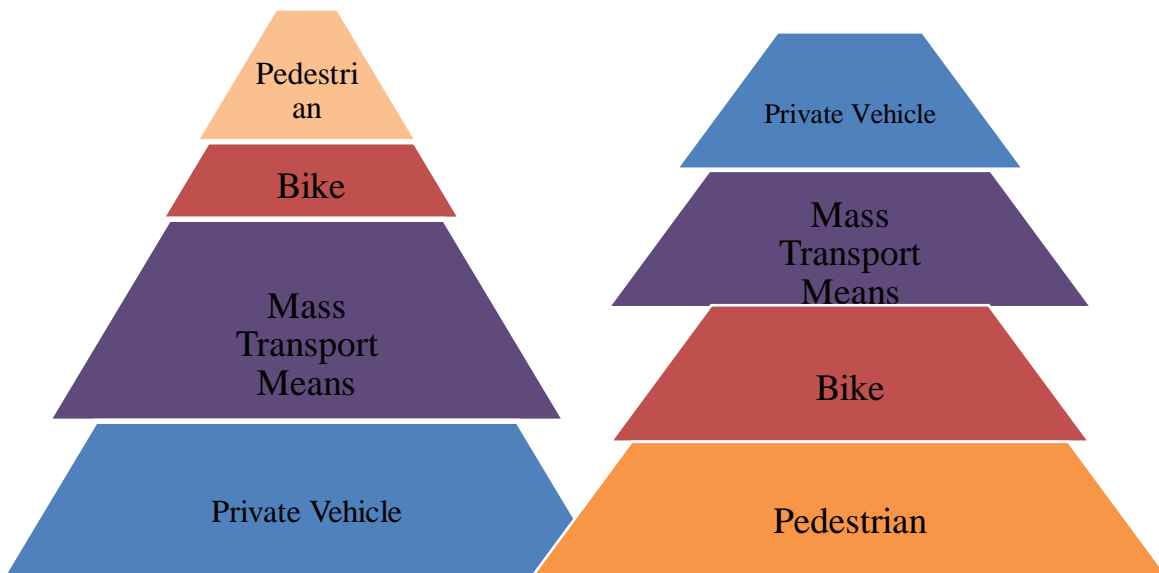 Pedestri
an
Bike
Mass
Transport
Means
Private Vehicle
Private Vehicle
Mass
Transport
Means
Bike
Pedestrian